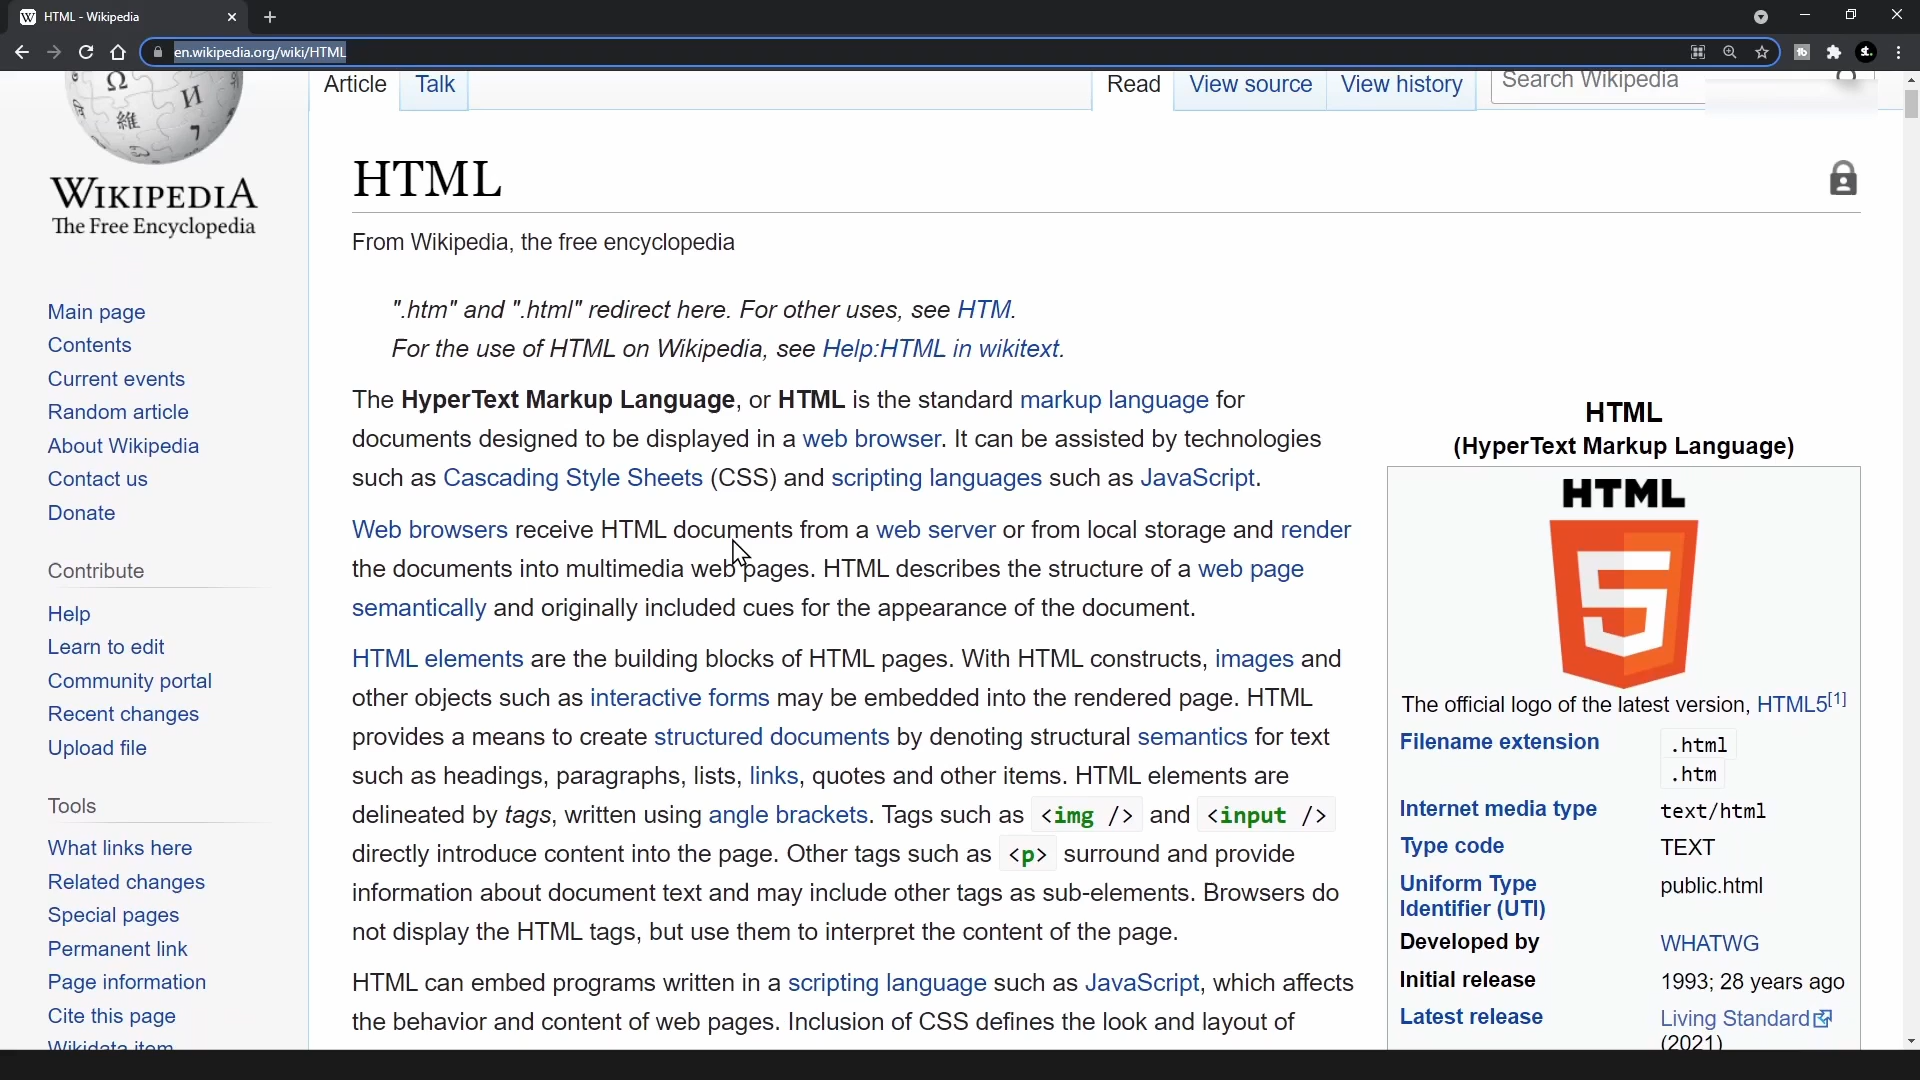 HTML - Wikipedia
en.wikipedia.org/wiki/HTML
Article Talk Read View source View history Search Wikipedia
WIKIPEDIA
The Free Encyclopedia
Main page
Contents
Current events
Random article
About Wikipedia
Contact us
Donate
Contribute
Help
Learn to edit
Community portal
Recent changes
Upload file
Tools
What links here
Related changes
Special pages
Permanent link
Page information
Cite this page
Wikidata item
HTML
From Wikipedia, the free encyclopedia
".htm" and ".html" redirect here. For other uses, see HTM.
For the use of HTML on Wikipedia, see Help:HTML in wikitext.
The HyperText Markup Language, or HTML is the standard markup language for
documents designed to be displayed in a web browser. It can be assisted by technologies
such as Cascading Style Sheets (CSS) and scripting languages such as JavaScript.
Web browsers receive HTML documents from a web server or from local storage and render
the documents into multimedia web pages. HTML describes the structure of a web page
semantically and originally included cues for the appearance of the document.
HTML elements are the building blocks of HTML pages. With HTML constructs, images and
other objects such as interactive forms may be embedded into the rendered page. HTML
provides a means to create structured documents by denoting structural semantics for text
such as headings, paragraphs, lists, links, quotes and other items. HTML elements are
delineated by tags, written using angle brackets. Tags such as <img /> and <input />
directly introduce content into the page. Other tags such as <p> surround and provide
information about document text and may include other tags as sub-elements. Browsers do
not display the HTML tags, but use them to interpret the content of the page.
HTML can embed programs written in a scripting language such as JavaScript, which affects
the behavior and content of web pages. Inclusion of CSS defines the look and layout of
HTML
(HyperText Markup Language)
HTML
5
The official logo of the latest version, HTML5[1]
Filename extension .html
.htm
Internet media type text/html
Type code TEXT
Uniform Type public.html
Identifier (UTI)
Developed by WHATWG
Initial release 1993; 28 years ago
Latest release Living Standard
(2021)